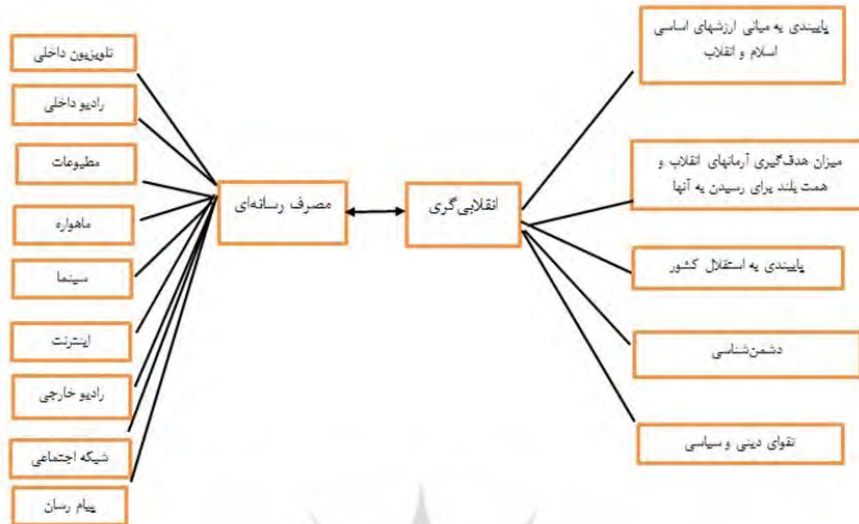 پایبندی به مبانی ارزشهای اساسی
اسلام و انقلاب
میزان هدف‌گیری آرمانهای انقلاب و
همت بلند برای رسیدن به آنها
پایبندی به استقلال کشور
دشمن‌شناسی
تقوای دینی و سیاسی
انقلابی‌گری
مصرف رسانه‌ای
تلویزیون داخلی
رادیو داخلی
مطبوعات
ماهواره
سینما
اینترنت
رادیو خارجی
شبکه اجتماعی
پیام رسان